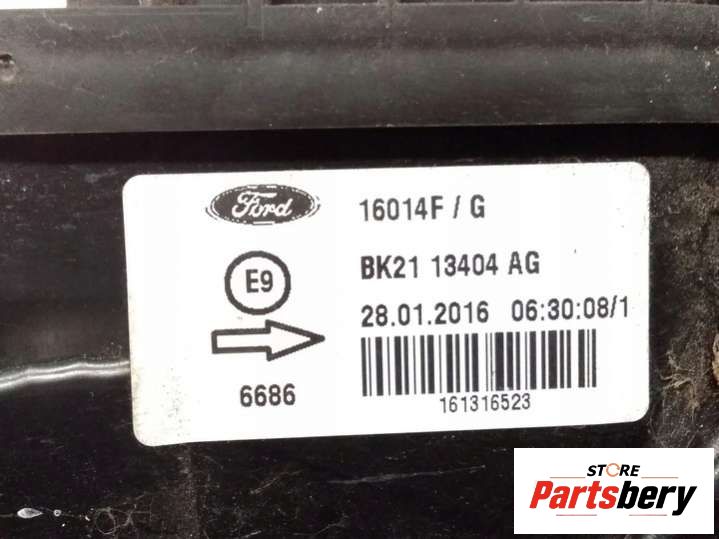 Ford 16014F / G
E9 BK21 13404 AG
28.01.2016 06:30:08/1
6686 161316523
STORE
Partsbery